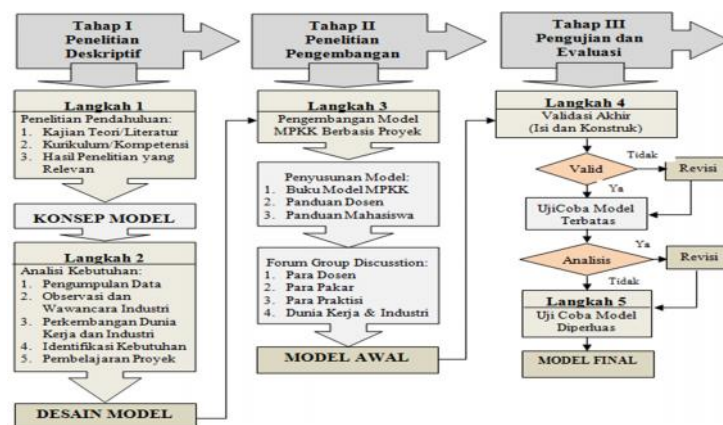 Tahap I
Penelitian
Deskriptif
Langkah 1
Penelitian Pendahuluan:
1. Kajian Teori/Literatur
2. Kurikulum/Kompetensi
3. Hasil Penelitian yang
Relevan
KONSEP MODEL
Langkah 2
Analisi Kebutuhan:
1. Pengumpulan Data
2. Observasi dan
Wawancara Industri
3. Perkembangan Dunia
Kerja dan Industri
4. Identifikasi Kebutuhan
5. Pembelajaran Proyek
DESAIN MODEL
Tahap II
Penelitian
Pengembangan
Langkah 3
Pengembangan Model
MPKK Berbasis Proyek
Penyusunan Model:
1. Buku Model MPKK
2. Panduan Dosen
3. Panduan Mahasiswa
Forum Group Discusstion:
1. Para Dosen
2. Para Pakar
3. Para Praktisi
4. Dunia Kerja & Industri
MODEL AWAL
Tahap III
Pengujian dan
Evaluasi
Langkah 4
Validasi Akhir
(Isi dan Konstruk)
Tidak
Valid
Revisi
Ya
UjiCoba Model
Terbatas
Ya
Analisis
Revisi
Tidak
Langkah 5
Uji Coba Model
Diperluas
MODEL FINAL